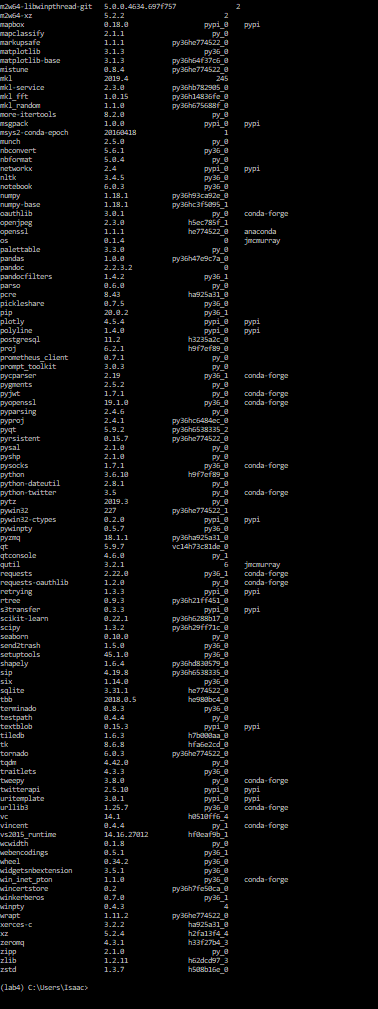 m2w64-libwinpthread-git 5.0.0.4634.697f757 2
m2w64-xz 5.2.2 2
mapbox 0.18.0 pypi_0 pypi
mapclassify 2.1.1 py_0
markupsafe 1.1.1 py36he774522_0
matplotlib 3.1.3 py36_0
matplotlib-base 3.1.3 py36h64f37c6_0
mistune 0.8.4 py36he774522_0
mkl 2019.4 245
mkl-service 2.3.0 py36hb782905_0
mkl_fft 1.0.15 py36h14836fe_0
mkl_random 1.1.0 py36h675688f_0
more-itertools 8.2.0 py_0
msgpack 1.0.0 pypi_0 pypi
msys2-conda-epoch 20160418 1
munch 2.5.0 py_0
nbconvert 5.6.1 py36_0
nbformat 5.0.4 py_0
networkx 2.4 pypi_0 pypi
nltk 3.4.5 py36_0
notebook 6.0.3 py36_0
numpy 1.18.1 py36h93ca92e_0
numpy-base 1.18.1 py36hc3f5095_1
oauthlib 3.0.1 py_0 conda-forge
openjpeg 2.3.0 h5ec785f_1
openssl 1.1.1 he774522_0 anaconda
os 0.1.4 0 jmcmurray
palettable 3.3.0 py_0
pandas 1.0.0 py36h47e9c7a_0
pandoc 2.2.3.2 0
pandocfilters 1.4.2 py36_1
parso 0.6.0 py_0
pcre 8.43 ha925a31_0
pickleshare 0.7.5 py36_0
pip 20.0.2 py36_1
plotly 4.5.4 pypi_0 pypi
polyline 1.4.0 pypi_0 pypi
postgresql 11.2 h3235a2c_0
proj 6.2.1 h9f7ef89_0
prometheus_client 0.7.1 py_0
prompt_toolkit 3.0.3 py_0
pycparser 2.19 py36_1 conda-forge
pygments 2.5.2 py_0
pyjwt 1.7.1 py_0 conda-forge
pyopenssl 19.1.0 py36_0 conda-forge
pyparsing 2.4.6 py_0
pyproj 2.4.1 py36hc6484ec_0
pyqt 5.9.2 py36h6538335_2
pyrsistent 0.15.7 py36he774522_0
pysal 2.1.0 py_0
pyshp 2.1.0 py_0
pysocks 1.7.1 py36_0 conda-forge
python 3.6.10 h9f7ef89_0
python-dateutil 2.8.1 py_0
python-twitter 3.5 py_0 conda-forge
pytz 2019.3 py_0
pywin32 227 py36he774522_1
pywin32-ctypes 0.2.0 pypi_0 pypi
pywinpty 0.5.7 py36_0
pyzmq 18.1.1 py36ha925a31_0
qt 5.9.7 vc14h73c81de_0
qtconsole 4.6.0 py_1
qutil 3.2.1 6 jmcmurray
requests 2.22.0 py36_1 conda-forge
requests-oauthlib 1.2.0 py_0 conda-forge
retrying 1.3.3 pypi_0 pypi
rtree 0.9.3 py36h21ff451_0
s3transfer 0.3.3 pypi_0 pypi
scikit-learn 0.22.1 py36h6288b17_0
scipy 1.3.2 py36h29ff71c_0
seaborn 0.10.0 py_0
send2trash 1.5.0 py36_0
setuptools 45.1.0 py36_0
shapely 1.6.4 py36hd830579_0
sip 4.19.8 py36h6538335_0
six 1.14.0 py36_0
sqlite 3.31.1 he774522_0
tbb 2018.0.5 he980bc4_0
terminado 0.8.3 py36_0
testpath 0.4.4 py_0
textblob 0.15.3 pypi_0 pypi
tiledb 1.6.3 h7b000aa_0
tk 8.6.8 hfa6e2cd_0
tornado 6.0.3 py36he774522_0
tqdm 4.42.0 py_0
traitlets 4.3.3 py36_0
tweepy 3.8.0 py_0 conda-forge
twitterapi 2.5.10 pypi_0 pypi
uritemplate 3.0.1 pypi_0 pypi
urllib3 1.25.7 py36_0 conda-forge
vc 14.1 h0510ff6_4
vincent 0.4.4 py_1 conda-forge
vs2015_runtime 14.16.27012 hf0eaf9b_1
wcwidth 0.1.8 py_0
webencodings 0.5.1 py36_1
wheel 0.34.2 py36_0
widgetsnbextension 3.5.1 py36_0
win_inet_pton 1.1.0 py36_0 conda-forge
wincertstore 0.2 py36h7fe50ca_0
winkerberos 0.7.0 py36_1
winpty 0.4.3 4
wrapt 1.11.2 py36he774522_0
xerces-c 3.2.2 ha925a31_0
xz 5.2.4 h2fa13f4_4
zeromq 4.3.1 h33f27b4_3
zipp 2.1.0 py_0
zlib 1.2.11 h62dcd97_3
zstd 1.3.7 h508b16e_0
(lab4) C:\Users\Isaac>